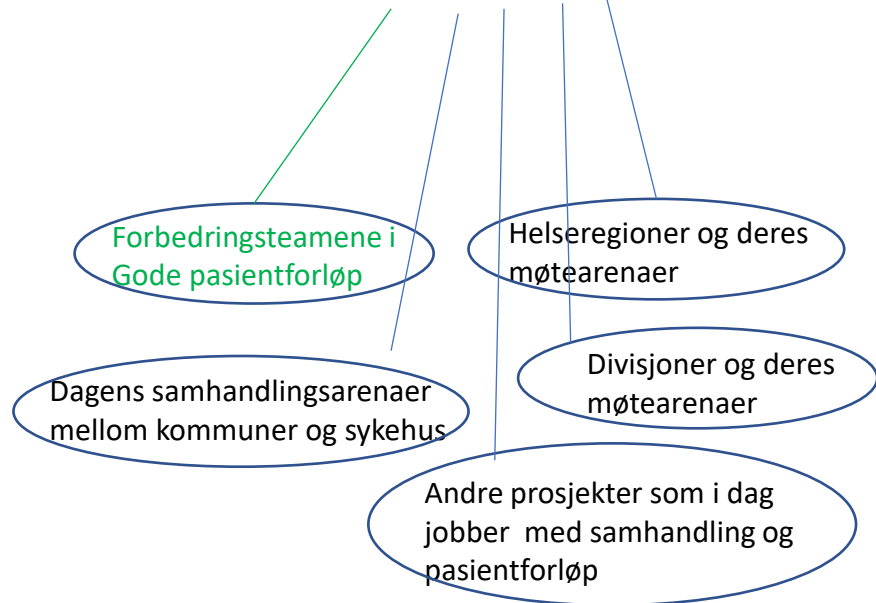 Forbedringsteamene i
Gode pasientforløp
Helseregioner og deres
møtearenaer
Dagens samhandlingsarenaer
mellom kommuner og sykehus
Divisjoner og deres
møtearenaer
Andre prosjekter som i dag
jobber  med samhandling og
pasientforløp